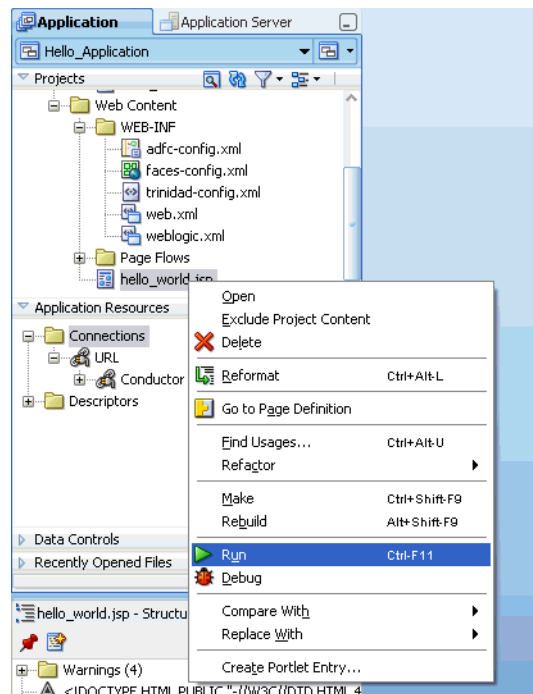 Application
Application Server
Hello_Application
Projects
Web Content
WEB-INF
adfc-config.xml
faces-config.xml
trinidad-config.xml
web.xml
weblogic.xml
Page Flows
hello_world.jsp
Application Resources
Connections
URL
Conductor
Descriptors
Data Controls
Recently Opened Files
Open
Exclude Project Content
Delete
Reformat Ctrl+Alt-L
Go to Page Definition
Find Usages... Ctrl+Alt-U
Refactor
Make Ctrl+Shift-F9
Rebuild Alt+Shift-F9
Run Ctrl-F11
Debug
Compare With
Replace With
Create Portlet Entry...
hello_world.jsp - Structu
Warnings (4)
<!DOCTYPE HTML PUBLIC "-//W3C//DTD HTML 4